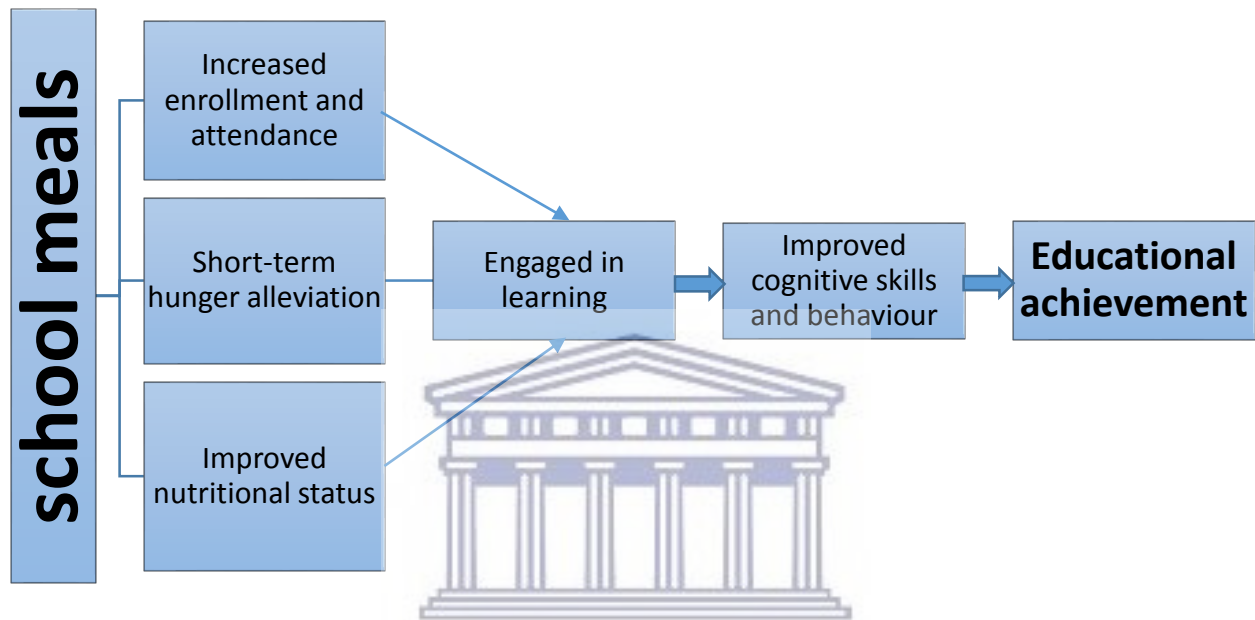 school meals
Increased
enrollment and
attendance
Short-term
hunger alleviation
Improved
nutritional status
Engaged in
learning
Improved
cognitive skills
and behaviour
Educational
achievement